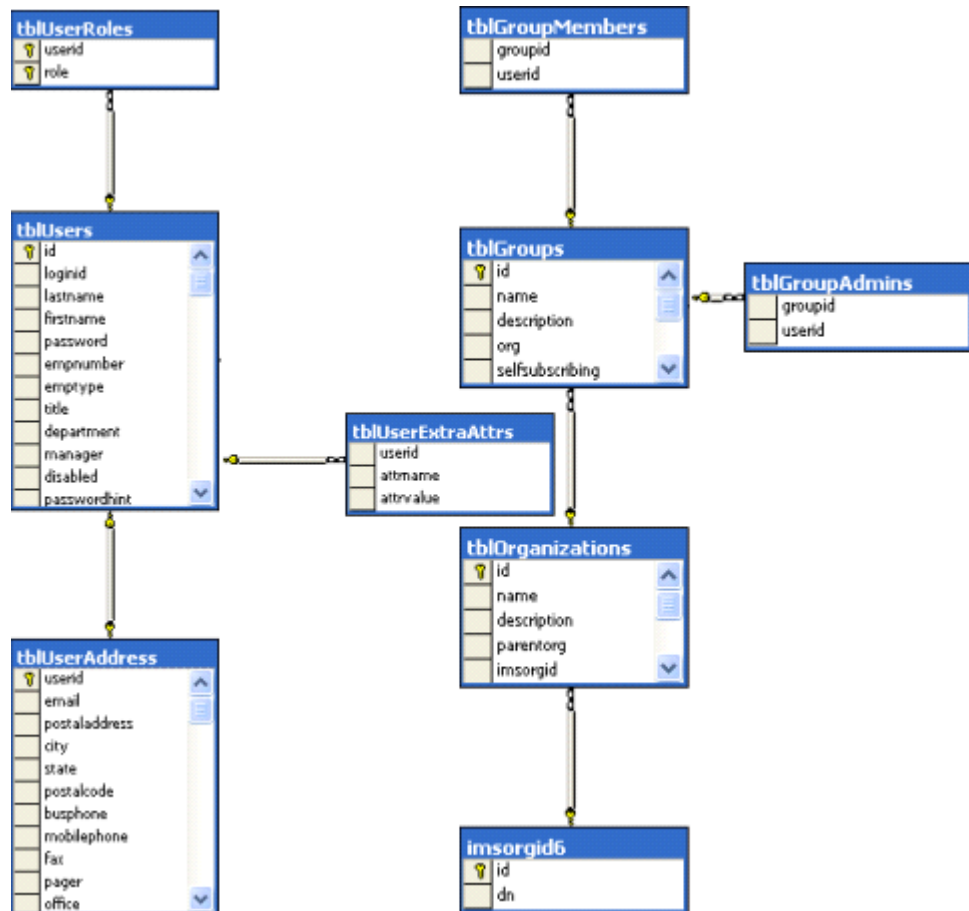 tblUserRoles
userid
role
tblUsers
id
loginid
lastname
firstname
password
empnumber
emptype
title
department
manager
disabled
passwordhint
tblUserAddress
userid
email
postaladdress
city
state
postalcode
busphone
mobilephone
fax
pager
office
tblUserExtraAttrs
userid
attrname
attrvalue
tblGroupMembers
groupid
userid
tblGroups
id
name
description
org
selfsubscribing
tblGroupAdmins
groupid
userid
tblOrganizations
id
name
description
parentorg
imsorgid
imsorgid6
id
dn